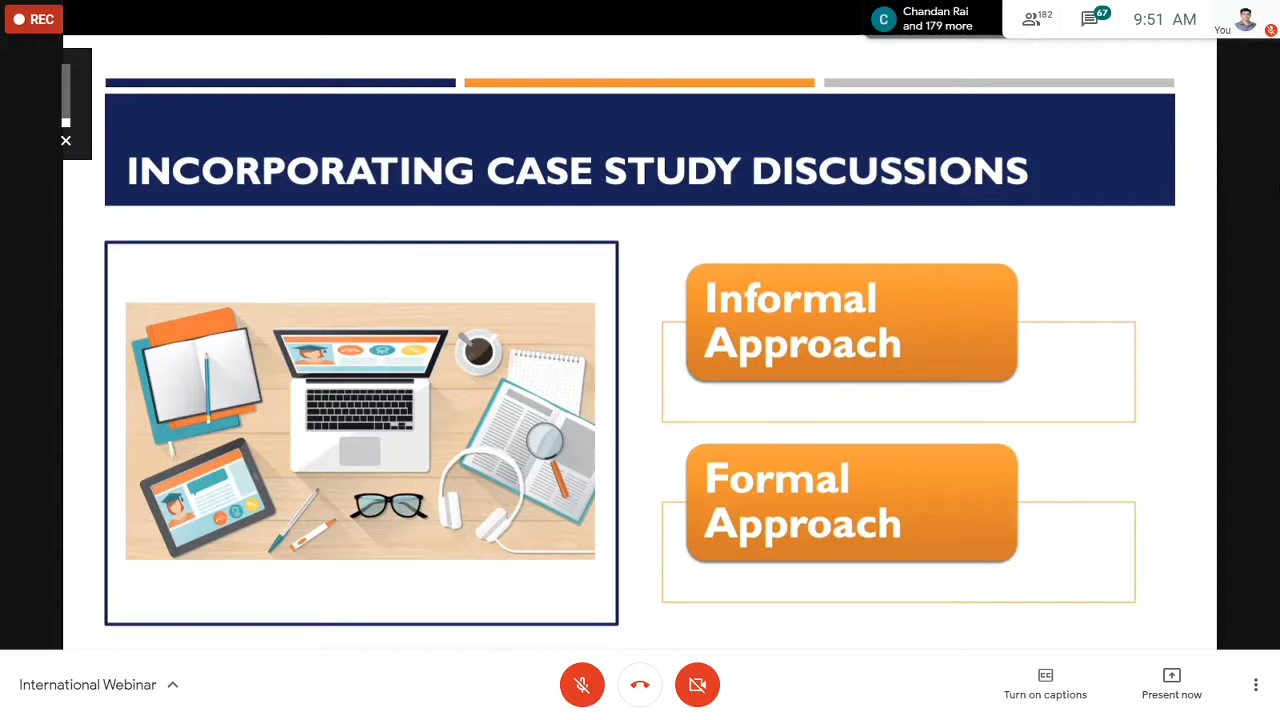 REC
C
Chandan Rai
and 179 more
182
67
9:51 AM
You
INCORPORATING CASE STUDY DISCUSSIONS
Informal
Approach
Formal
Approach
International Webinar
CC
Turn on captions
Present now